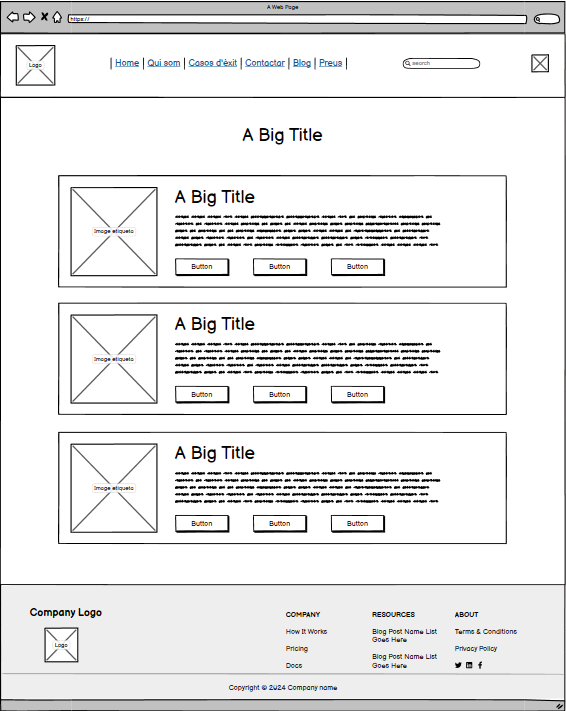 A Web Page
https://
Logo
| Home | Qui som | Casos d'èxit | Contactar | Blog | Preus |
search
A Big Title
Image etiqueta
A Big Title
Button Button Button
Image etiqueta
A Big Title
Button Button Button
Image etiqueta
A Big Title
Button Button Button
Company Logo
Logo
COMPANY
How It Works
Pricing
Docs
RESOURCES
Blog Post Name List
Goes Here
Blog Post Name List
Goes Here
ABOUT
Terms & Conditions
Privacy Policy
Copyright © 2024 Company name